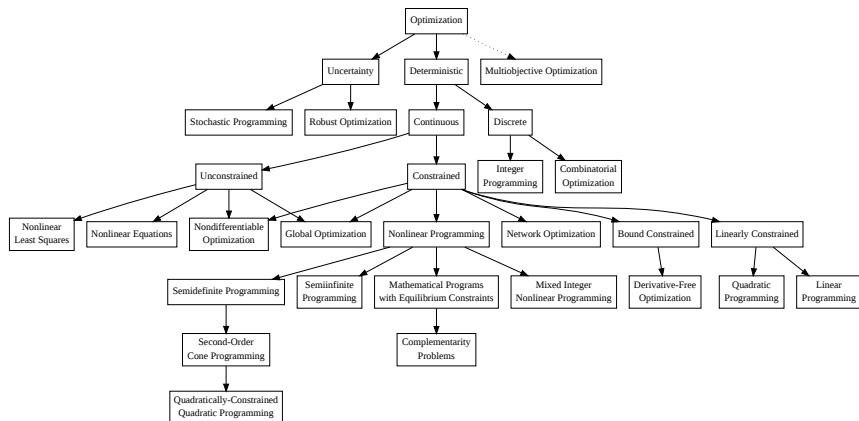 Optimization
Uncertainty
Deterministic
Multiobjective Optimization
Stochastic Programming
Robust Optimization
Continuous
Discrete
Unconstrained
Constrained
Integer
Programming
Combinatorial
Optimization
Nonlinear
Least Squares
Nonlinear Equations
Nondifferentiable
Optimization
Global Optimization
Nonlinear Programming
Network Optimization
Bound Constrained
Linearly Constrained
Semidefinite Programming
Semiinfinite
Programming
Mathematical Programs
with Equilibrium Constraints
Mixed Integer
Nonlinear Programming
Derivative-Free
Optimization
Quadratic
Programming
Linear
Programming
Second-Order
Cone Programming
Complementarity
Problems
Quadratically-Constrained
Quadratic Programming